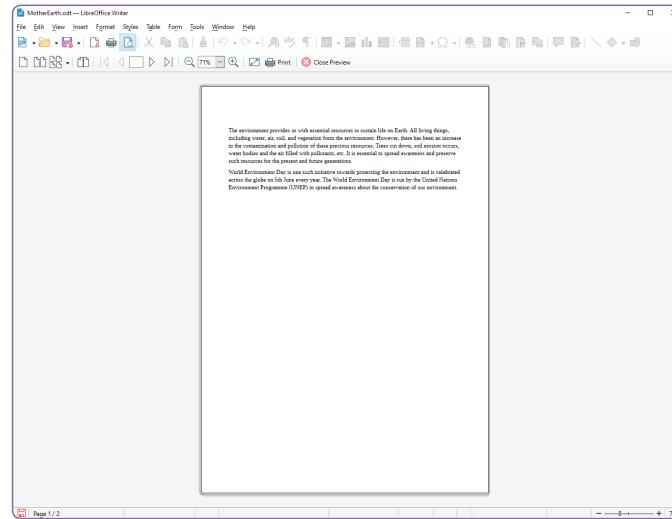 MotherEarth.odt — LibreOffice Writer
File Edit View Insert Format Styles Table Form Tools Window Help
71% Print Close Preview
The environment provides us with essential resources to sustain life on Earth. All living things,
including water, air, soil, and vegetation form the environment. However, there has been an increase
in the contamination and pollution of these precious resources. Trees cut down, soil erosion occurs,
water bodies and the air filled with pollutants, etc. It is essential to spread awareness and preserve
such resources for the present and future generations.
World Environment Day is one such initiative towards protecting the environment and is celebrated
across the globe on 5th June every year. The World Environment Day is run by the United Nations
Environment Programme (UNEP) to spread awareness about the conservation of our environment.
Page 1 / 2